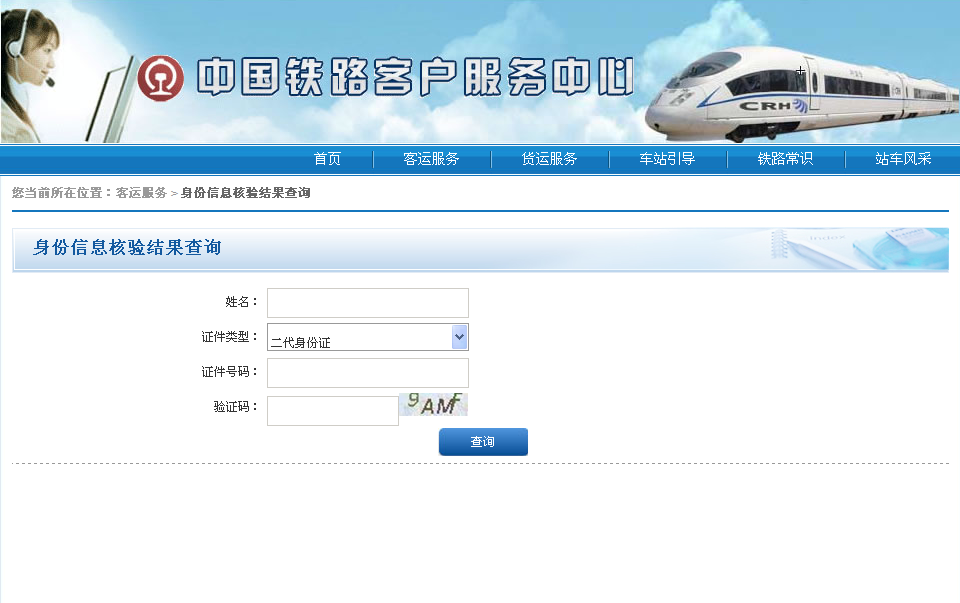 中国铁路客户服务中心
CRH
首页 客运服务 货运服务 车站引导 铁路常识 站车风采
您当前所在位置：客运服务 > 身份信息核验结果查询
身份信息核验结果查询
index
姓名：
证件类型： 二代身份证
证件号码：
验证码： 9AMF
查询